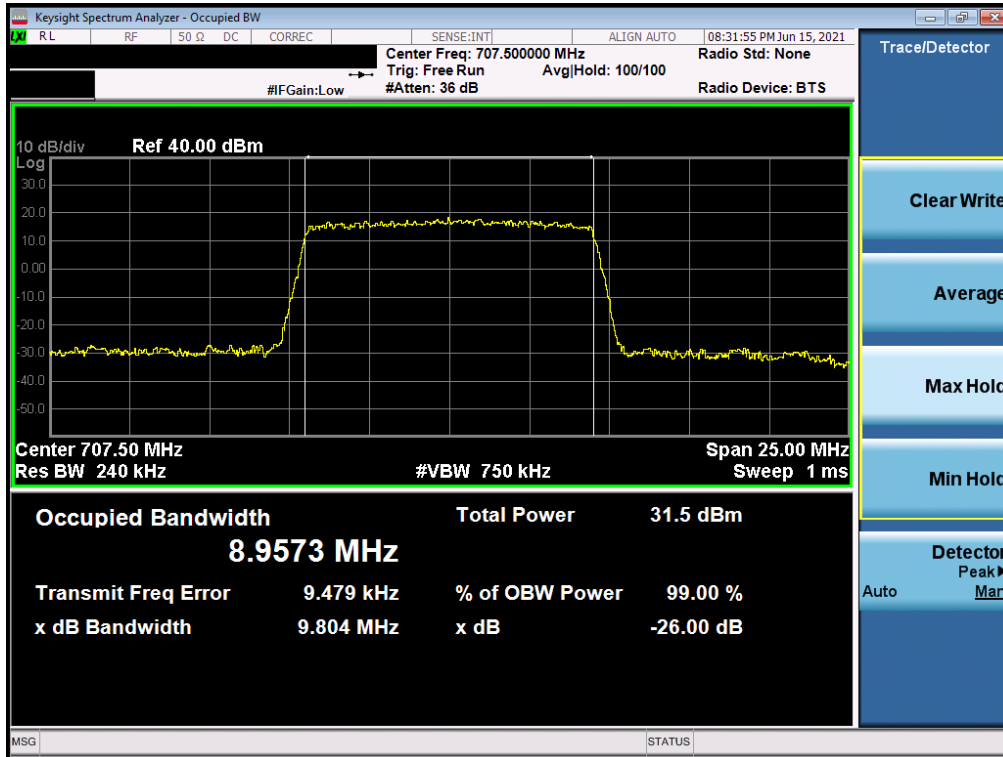 Keysight Spectrum Analyzer - Occupied BW
LXI RL RF 50 Ω DC CORREC SENSE:INT ALIGN AUTO 08:31:55 PM Jun 15, 2021
Center Freq: 707.500000 MHz Radio Std: None
Trig: Free Run Avg|Hold: 100/100
#IFGain:Low #Atten: 36 dB Radio Device: BTS
Trace/Detector
10 dB/div Ref 40.00 dBm
Log
30.0
20.0
10.0
0.00
-10.0
-20.0
-30.0
-40.0
-50.0
Center 707.50 MHz Span 25.00 MHz
Res BW 240 kHz #VBW 750 kHz Sweep 1 ms
Clear Write
Average
Max Hold
Min Hold
Detector
Peak
Auto Man
Occupied Bandwidth Total Power 31.5 dBm
8.9573 MHz
Transmit Freq Error 9.479 kHz % of OBW Power 99.00 %
x dB Bandwidth 9.804 MHz x dB -26.00 dB
MSG STATUS